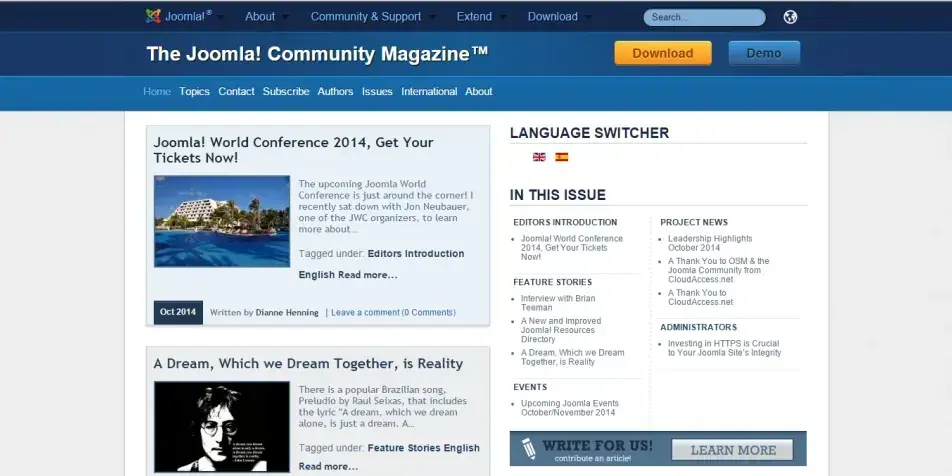 Joomla!® About Community & Support Extend Download Search...
The Joomla! Community Magazine™ Download Demo
Home Topics Contact Subscribe Authors Issues International About
Joomla! World Conference 2014, Get Your
Tickets Now!
The upcoming Joomla World
Conference is just around the corner! I
recently sat down with Jon Neubauer,
one of the JWC organizers, to learn
more about...
Tagged under: Editors Introduction
English Read more...
Oct 2014 Written by Dianne Henning | Leave a comment (0 Comments)
A Dream, Which we Dream Together, is Reality
There is a popular Brazilian song,
Preludio by Raul Seixas, that includes
the lyric "A dream, which we dream
alone, is just a dream. A...
Tagged under: Feature Stories English
Read more...
LANGUAGE SWITCHER
IN THIS ISSUE
EDITORS INTRODUCTION
Joomla! World Conference
2014, Get Your Tickets
Now!
FEATURE STORIES
Interview with Brian
Teeman
A New and Improved
Joomla! Resources
Directory
A Dream, Which we Dream
Together, is Reality
EVENTS
Upcoming Joomla Events
October/November 2014
PROJECT NEWS
Leadership Highlights
October 2014
A Thank You to OSM & the
Joomla Community from
CloudAccess.net
A Thank You to
CloudAccess.net
ADMINISTRATORS
Investing in HTTPS is Crucial
to Your Joomla Site's Integrity
WRITE FOR US!
contribute an article!
LEARN MORE